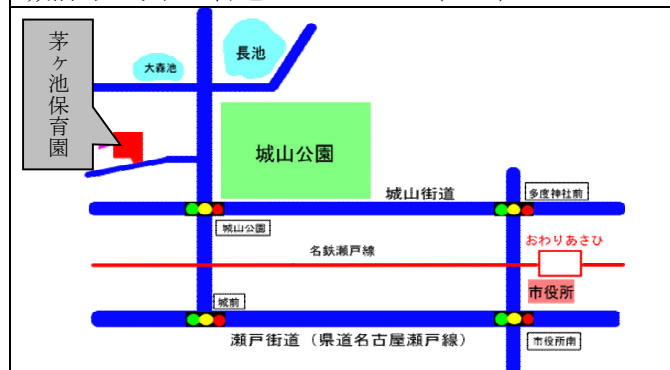 茅ヶ池保育園
大森池
長池
城山公園
城山街道
多度神社前
城山公園
名鉄瀬戸線
おわりあさひ
市役所
城前
瀬戸街道（県道名古屋瀬戸線）
市役所南